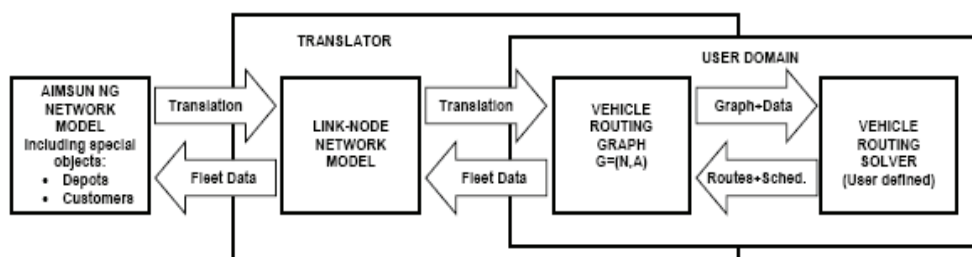 TRANSLATOR
USER DOMAIN
AIMSUN NG
NETWORK
MODEL
Including special
objects:
• Depots
• Customers
Translation
Fleet Data
LINK-NODE
NETWORK
MODEL
Translation
Fleet Data
VEHICLE
ROUTING
GRAPH
G=(N,A)
Graph+Data
Routes+Sched.
VEHICLE
ROUTING
SOLVER
(User defined)